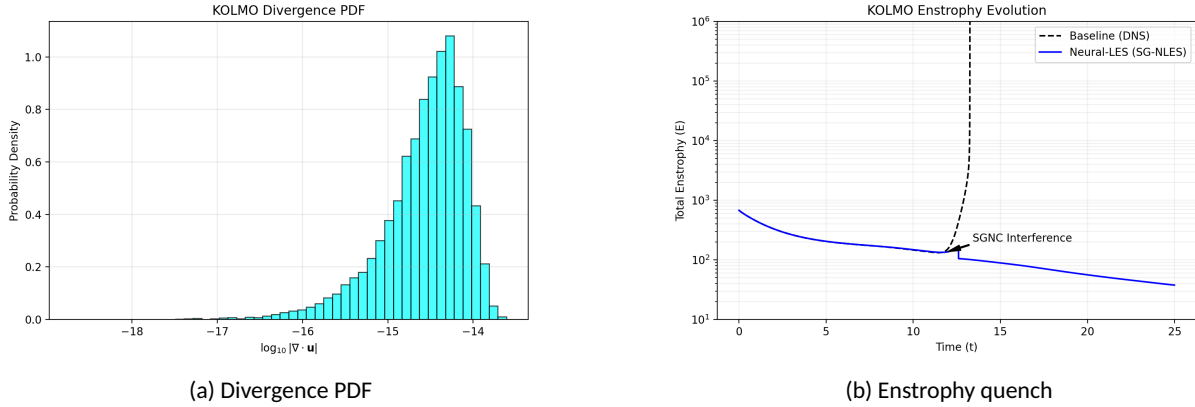 KOLMO Divergence PDF
Probability Density
1.0
0.8
0.6
0.4
0.2
0.0
−18 −17 −16 −15 −14
log₁₀ |∇ · u|
(a) Divergence PDF
KOLMO Enstrophy Evolution
Total Enstrophy (E)
10⁶
10⁵
10⁴
10³
10²
10¹
Baseline (DNS)
Neural-LES (SG-NLES)
SGNC Interference
0 5 10 15 20 25
Time (t)
(b) Enstrophy quench